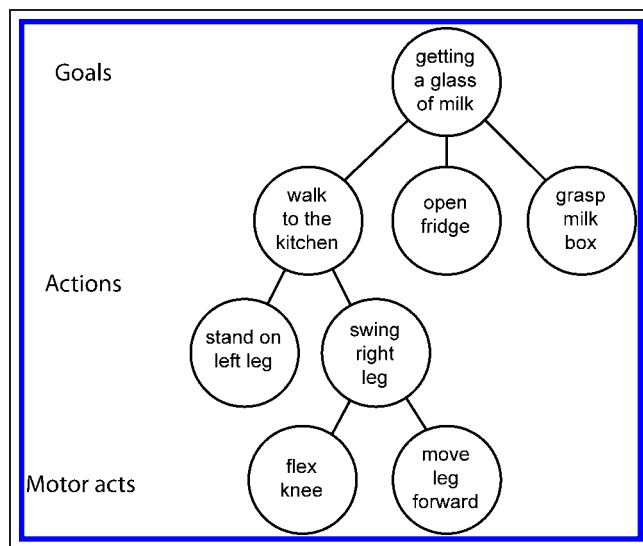 Goals
getting
a glass
of milk
walk
to the
kitchen
open
fridge
grasp
milk
box
Actions
stand on
left leg
swing
right
leg
Motor acts
flex
knee
move
leg
forward